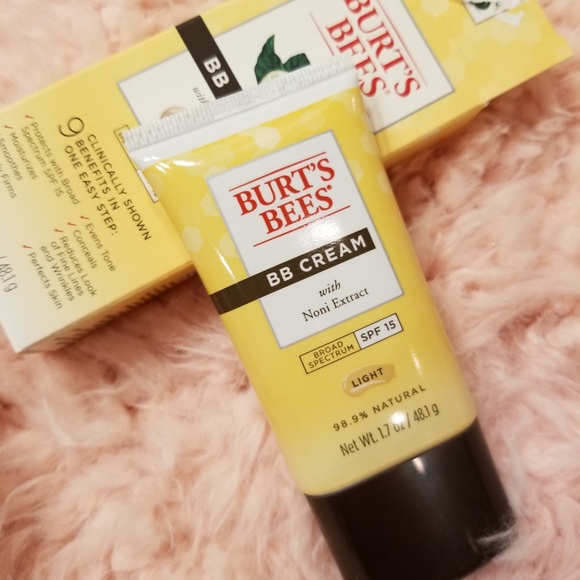 BURT'S
BEES
BB CREAM
with
Noni Extract
BROAD
SPECTRUM
SPF 15
LIGHT
98.9% NATURAL
Net Wt. 1.7 oz / 48.1 g
BURT'S
BEES
BB
9 CLINICALLY SHOWN
BENEFITS IN
ONE EASY STEP:
✓ Protects with Broad
Spectrum SPF 15
✓ Moisturizes
Smoothes
Firms
✓ Evens Tone
✓ Conceals
✓ Reduces Look
of Fine Lines
and Wrinkles
✓ Perfects Skin
/ 48.1 g